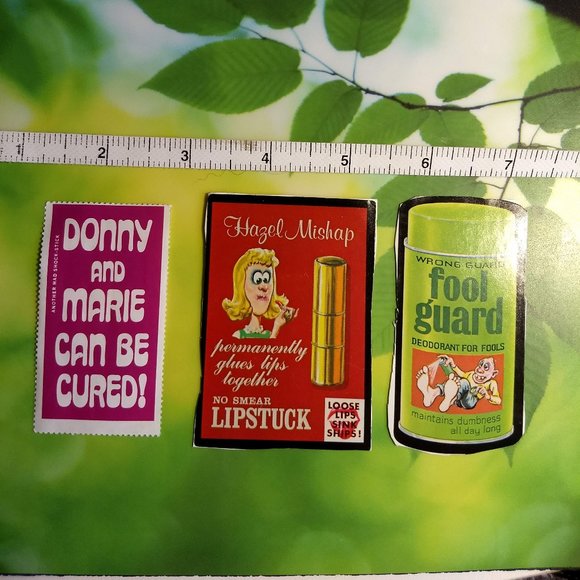 2 3 4 5 6 7
DONNY
AND
MARIE
CAN BE
CURED!
ANOTHER MAD SHOCK-STICK
Hazel Mishap
permanently
glues lips
together
NO SMEAR
LIPSTUCK
LOOSE
LIPS
SINK
SHIPS!
WRONG GUARD
fool
guard
DEODORANT FOR FOOLS
maintains dumbness
all day long